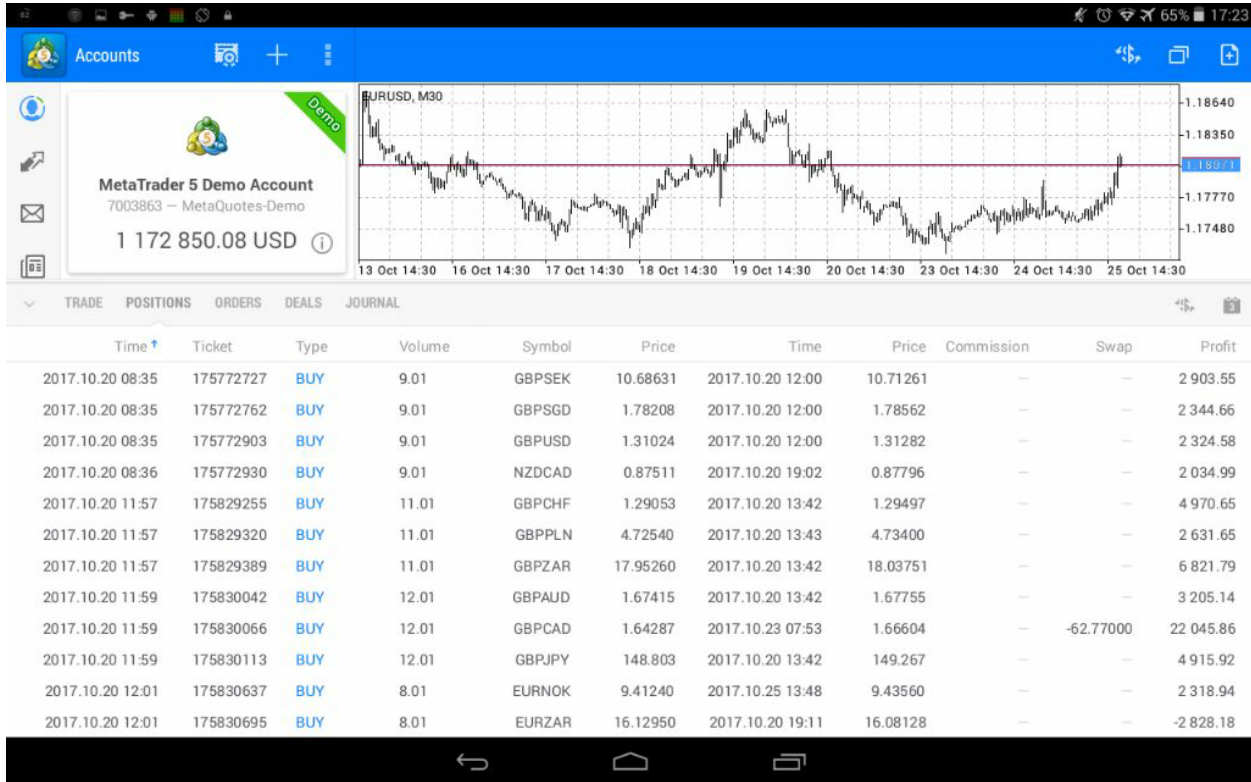 65% 17:23
Accounts
Demo
MetaTrader 5 Demo Account
7003863 — MetaQuotes-Demo
1 172 850.08 USD
EURUSD, M30
1.18640
1.18350
1.18071
1.17770
1.17480
13 Oct 14:30 16 Oct 14:30 17 Oct 14:30 18 Oct 14:30 19 Oct 14:30 20 Oct 14:30 23 Oct 14:30 24 Oct 14:30 25 Oct 14:30
TRADE POSITIONS ORDERS DEALS JOURNAL
Time Ticket Type Volume Symbol Price Time Price Commission Swap Profit
2017.10.20 08:35 175772727 BUY 9.01 GBPSEK 10.68631 2017.10.20 12:00 10.71261 — — 2 903.55
2017.10.20 08:35 175772762 BUY 9.01 GBPSGD 1.78208 2017.10.20 12:00 1.78562 — — 2 344.66
2017.10.20 08:35 175772903 BUY 9.01 GBPUSD 1.31024 2017.10.20 12:00 1.31282 — — 2 324.58
2017.10.20 08:36 175772930 BUY 9.01 NZDCAD 0.87511 2017.10.20 19:02 0.87796 — — 2 034.99
2017.10.20 11:57 175829255 BUY 11.01 GBPCHF 1.29053 2017.10.20 13:42 1.29497 — — 4 970.65
2017.10.20 11:57 175829320 BUY 11.01 GBPPLN 4.72540 2017.10.20 13:43 4.73400 — — 2 631.65
2017.10.20 11:57 175829389 BUY 11.01 GBPZAR 17.95260 2017.10.20 13:42 18.03751 — — 6 821.79
2017.10.20 11:59 175830042 BUY 12.01 GBPAUD 1.67415 2017.10.20 13:42 1.67755 — — 3 205.14
2017.10.20 11:59 175830066 BUY 12.01 GBPCAD 1.64287 2017.10.23 07:53 1.66604 — -62.77000 22 045.86
2017.10.20 11:59 175830113 BUY 12.01 GBPJPY 148.803 2017.10.20 13:42 149.267 — — 4 915.92
2017.10.20 12:01 175830637 BUY 8.01 EURNOK 9.41240 2017.10.25 13:48 9.43560 — — 2 318.94
2017.10.20 12:01 175830695 BUY 8.01 EURZAR 16.12950 2017.10.20 19:11 16.08128 — — -2 828.18